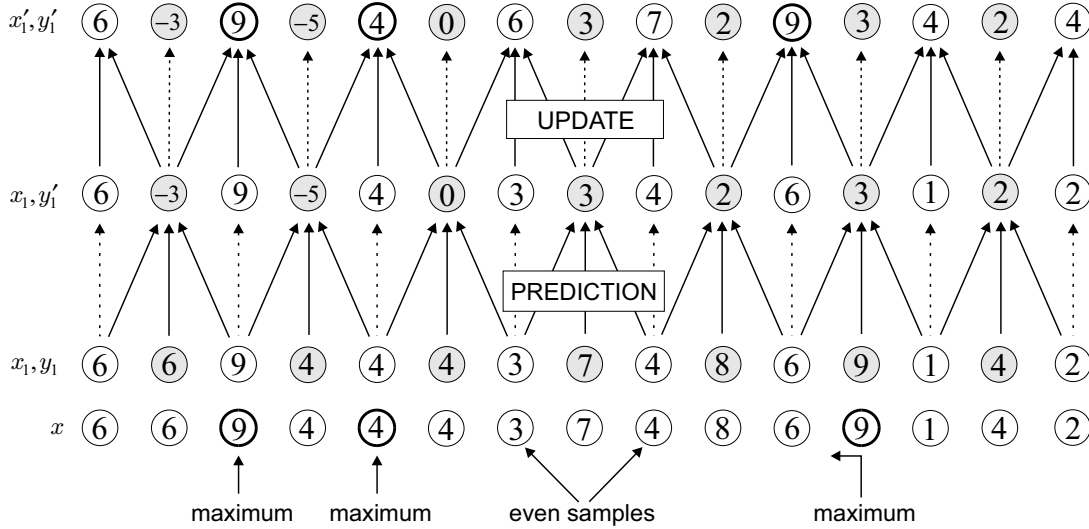 x₁′, y₁′ 6 −3 9 −5 4 0 6 3 7 2 9 3 4 2 4
UPDATE
x₁, y₁′ 6 −3 9 −5 4 0 3 3 4 2 6 3 1 2 2
PREDICTION
x₁, y₁ 6 6 9 4 4 4 3 7 4 8 6 9 1 4 2
x 6 6 9 4 4 4 3 7 4 8 6 9 1 4 2
maximum maximum even samples maximum